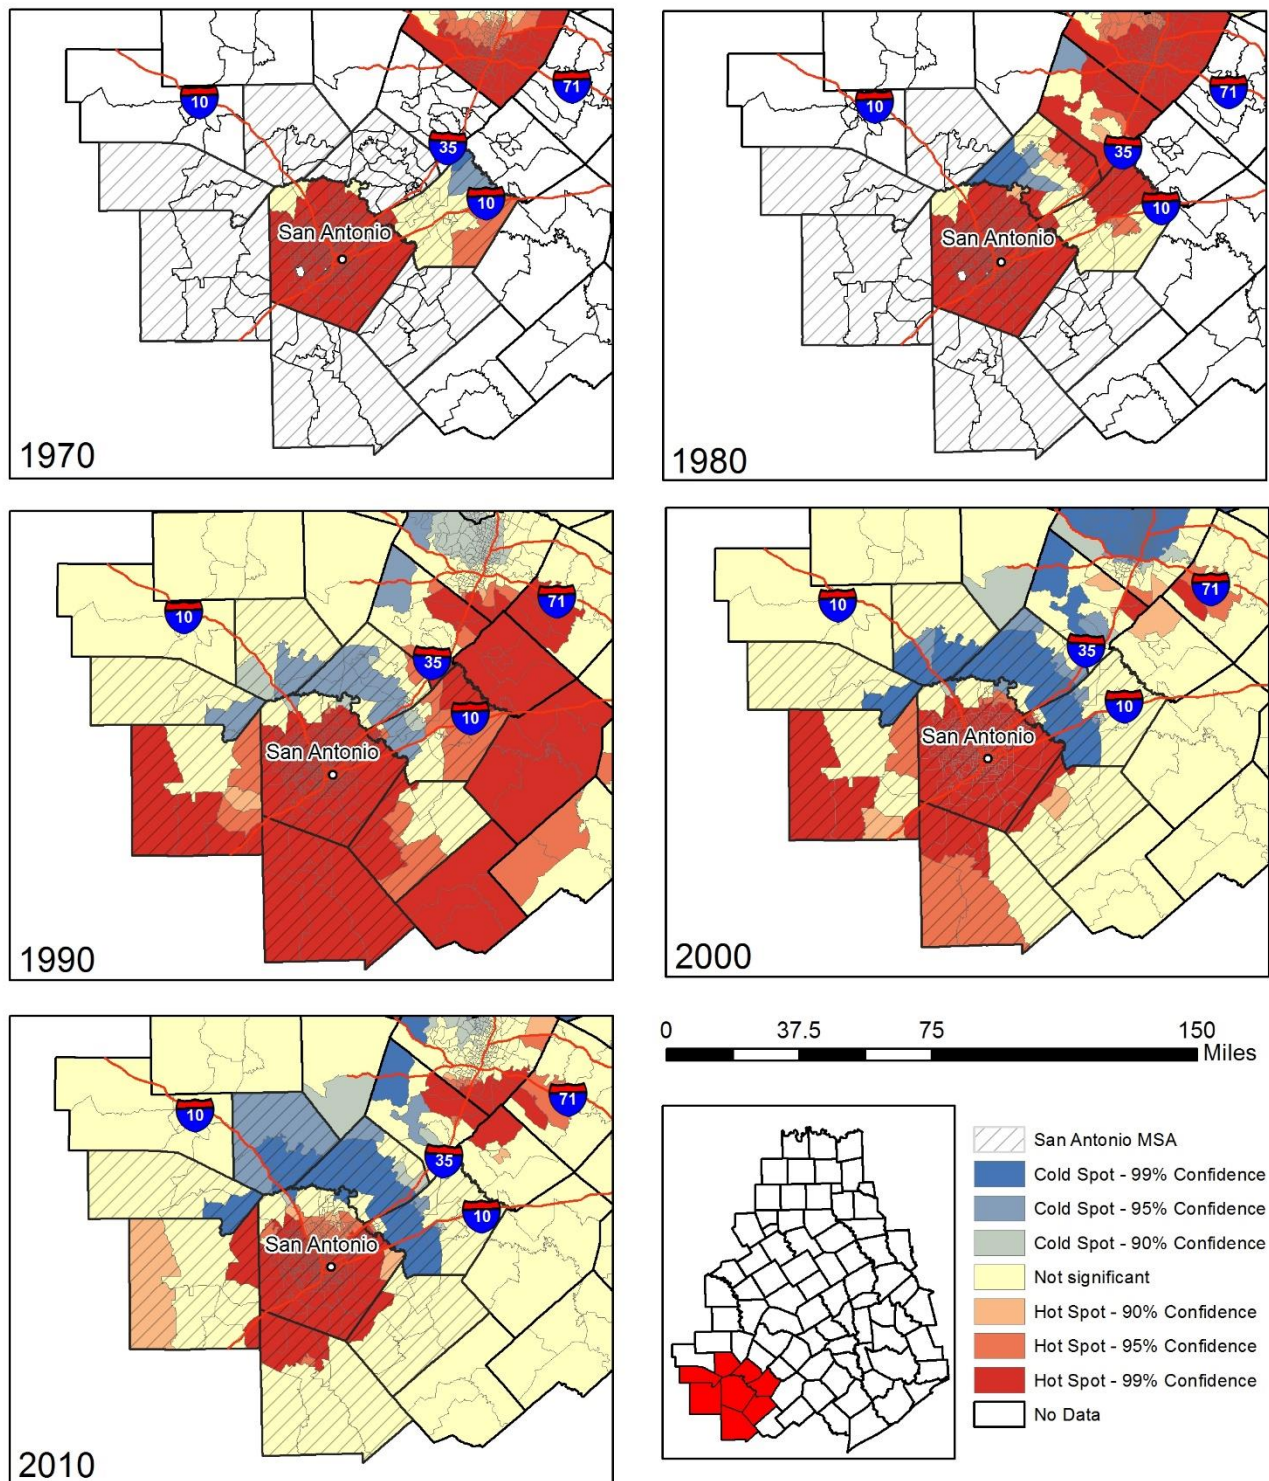 10
71
35
10
San Antonio
1970
10
71
35
10
San Antonio
1980
10
71
35
10
San Antonio
1990
10
71
35
10
San Antonio
2000
10
71
35
10
San Antonio
2010
0 37.5 75 150
Miles
San Antonio MSA
Cold Spot - 99% Confidence
Cold Spot - 95% Confidence
Cold Spot - 90% Confidence
Not significant
Hot Spot - 90% Confidence
Hot Spot - 95% Confidence
Hot Spot - 99% Confidence
No Data